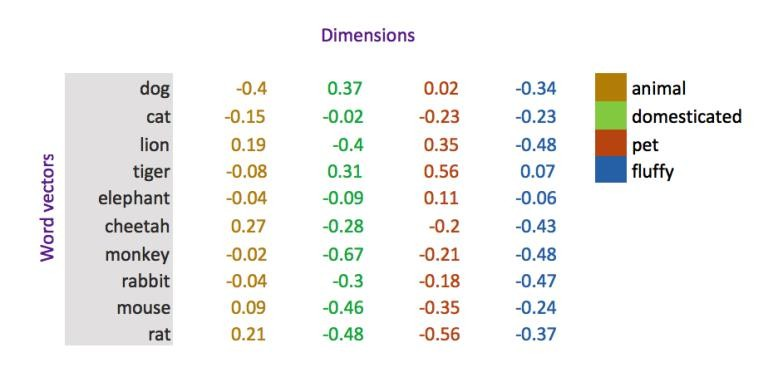 Dimensions
Word vectors
dog -0.4 0.37 0.02 -0.34
cat -0.15 -0.02 -0.23 -0.23
lion 0.19 -0.4 0.35 -0.48
tiger -0.08 0.31 0.56 0.07
elephant -0.04 -0.09 0.11 -0.06
cheetah 0.27 -0.28 -0.2 -0.43
monkey -0.02 -0.67 -0.21 -0.48
rabbit -0.04 -0.3 -0.18 -0.47
mouse 0.09 -0.46 -0.35 -0.24
rat 0.21 -0.48 -0.56 -0.37
animal
domesticated
pet
fluffy